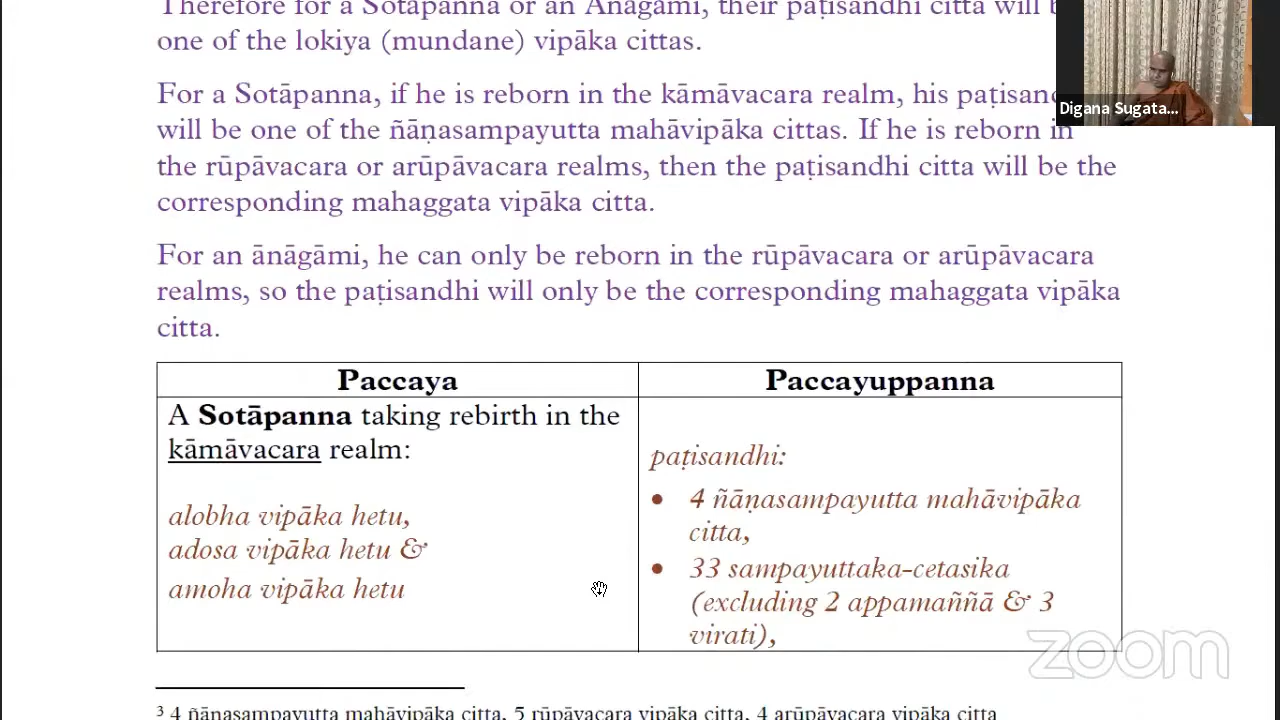 Therefore for a Sotāpanna or an Anāgāmi, their paṭisandhi citta will
one of the lokiya (mundane) vipāka cittas.
For a Sotāpanna, if he is reborn in the kāmāvacara realm, his
will be one of the ñāṇasampayutta mahāvipāka cittas. If he is reborn in
the rūpāvacara or arūpāvacara realms, then the paṭisandhi citta will be the
corresponding mahaggata vipāka citta.
For an ānāgāmi, he can only be reborn in the rūpāvacara or arūpāvacara
realms, so the paṭisandhi will only be the corresponding mahaggata vipāka
citta.
Digana Sugata...
Paccaya
Paccayuppanna
A Sotāpanna taking rebirth in the
kāmāvacara realm:
alobha vipāka hetu,
adosa vipāka hetu &
amoha vipāka hetu
paṭisandhi:
• 4 ñāṇasampayutta mahāvipāka
citta,
• 33 sampayuttaka-cetasika
(excluding 2 appamaññā & 3
virati),
zoom
3 4 ñāṇasampayutta mahāvipāka citta, 5 rūpāvacara vipāka citta, 4 arūpāvacara vipāka citta